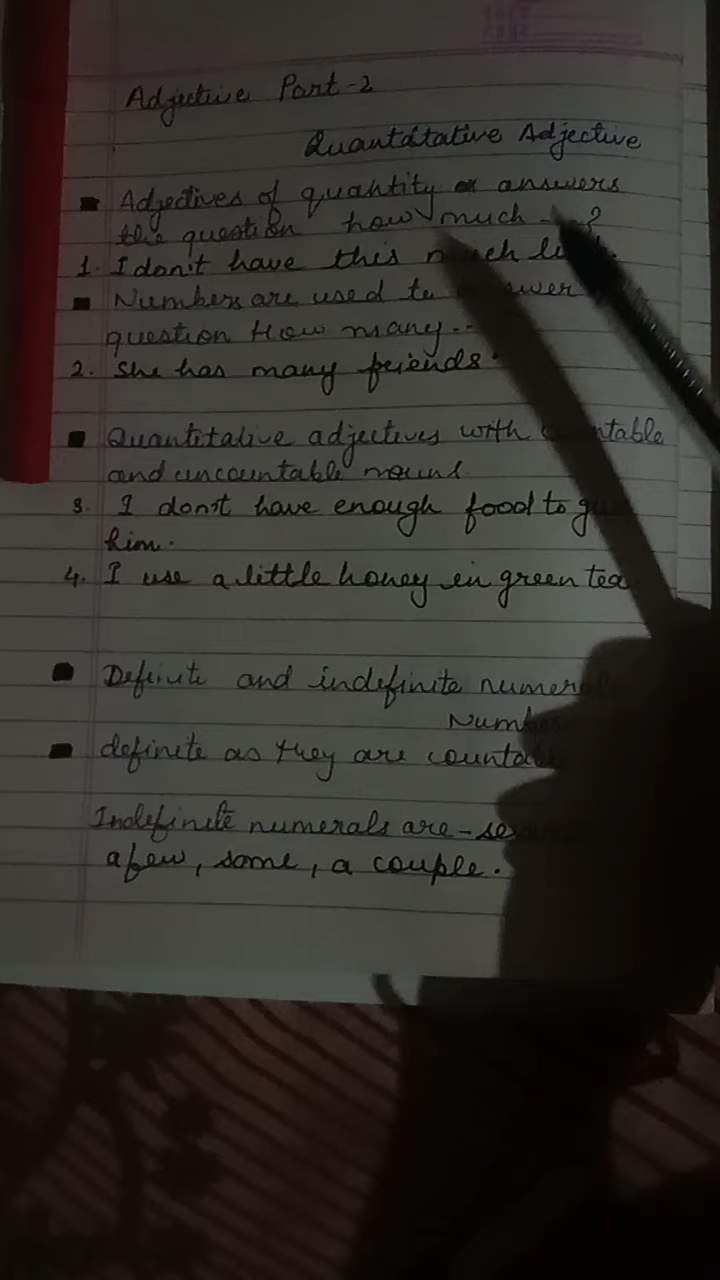 Adjective Part-2
Quantitative Adjective
Adjectives of quantity or answers
the question how much -?
1. I don't have this much
Numbers are used to
question How many..
2. She has many friends.
Quantitative adjectives with
and uncountable nouns
3. I don't have enough food to
him.
4. I use a little honey in green tea
Definite and indefinite
definite as they are
Indefinite numerals are -
a few, some, a couple.